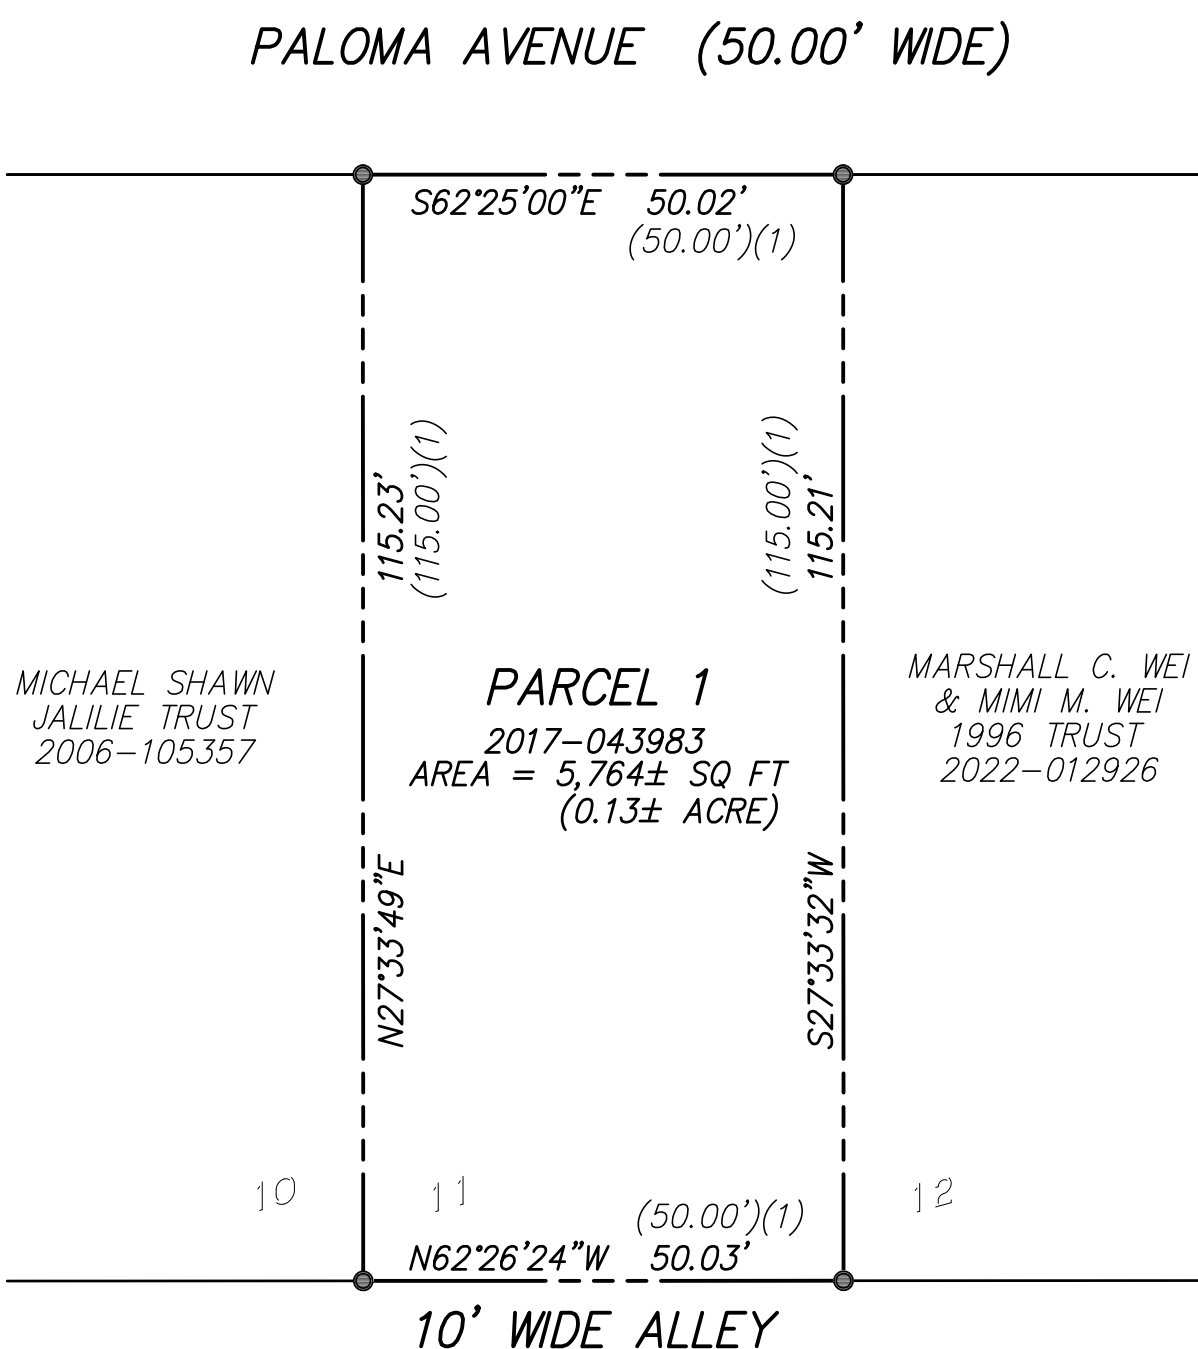 PALOMA AVENUE (50.00' WIDE)
S62°25'00"E 50.02'
(50.00')(1)
115.23'
(115.00')(1)
(115.00')(1)
115.21'
MICHAEL SHAWN
JALILIE TRUST
2006-105357
PARCEL 1
2017-043983
AREA = 5,764± SQ FT
(0.13± ACRE)
MARSHALL C. WEI
& MIMI M. WEI
1996 TRUST
2022-012926
N27°33'49"E
S27°33'32"W
10
11
12
(50.00')(1)
N62°26'24"W 50.03'
10' WIDE ALLEY